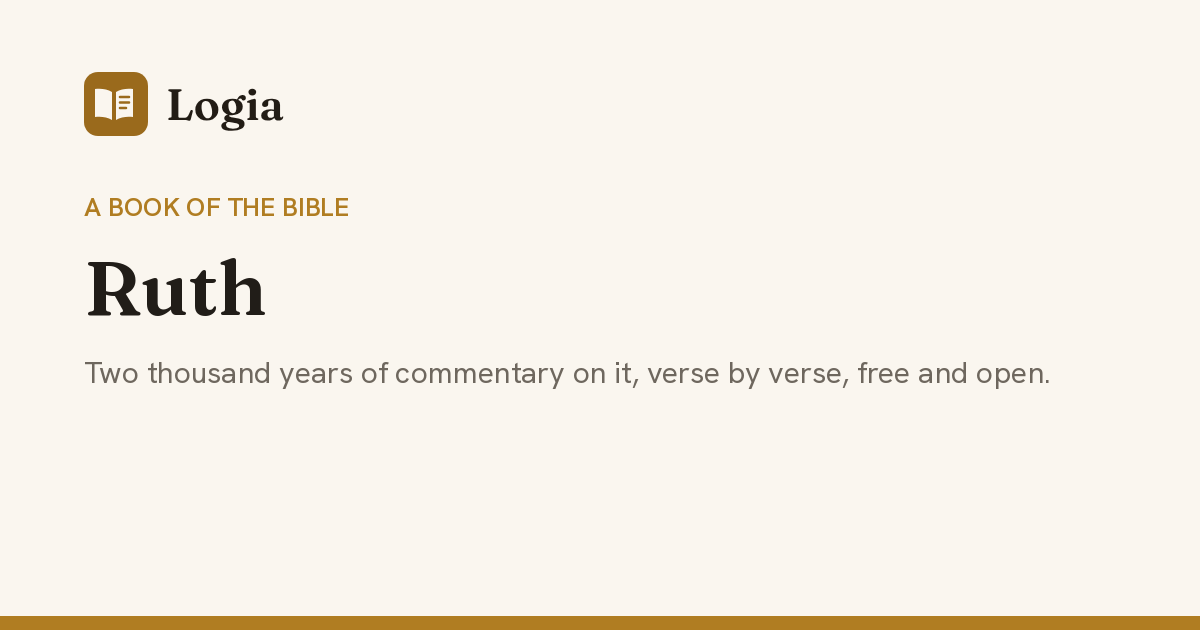 Logia
A BOOK OF THE BIBLE
Ruth
Two thousand years of commentary on it, verse by verse, free and open.